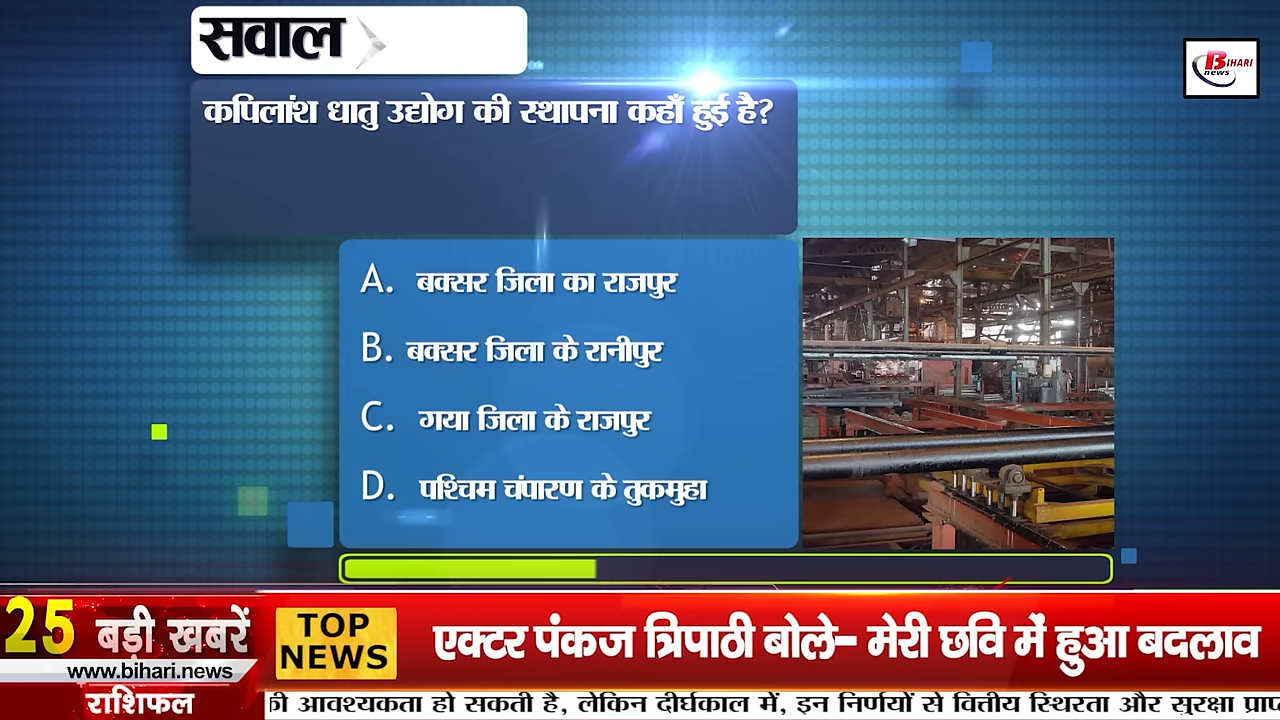 सवाल
BIHARI
news
कपिलांश धातु उद्योग की स्थापना कहाँ हुई है?
A. बक्सर जिला का राजपुर
B. बक्सर जिला के रानीपुर
C. गया जिला के राजपुर
D. पश्चिम चंपारण के तुकमुहा
25 बड़ी खबरें
www.bihari.news
TOP
NEWS
एक्टर पंकज त्रिपाठी बोले- मेरी छवि में हुआ बदलाव
राशिफल
की आवश्यकता हो सकती है, लेकिन दीर्घकाल में, इन निर्णयों से वित्तीय स्थिरता और सुरक्षा